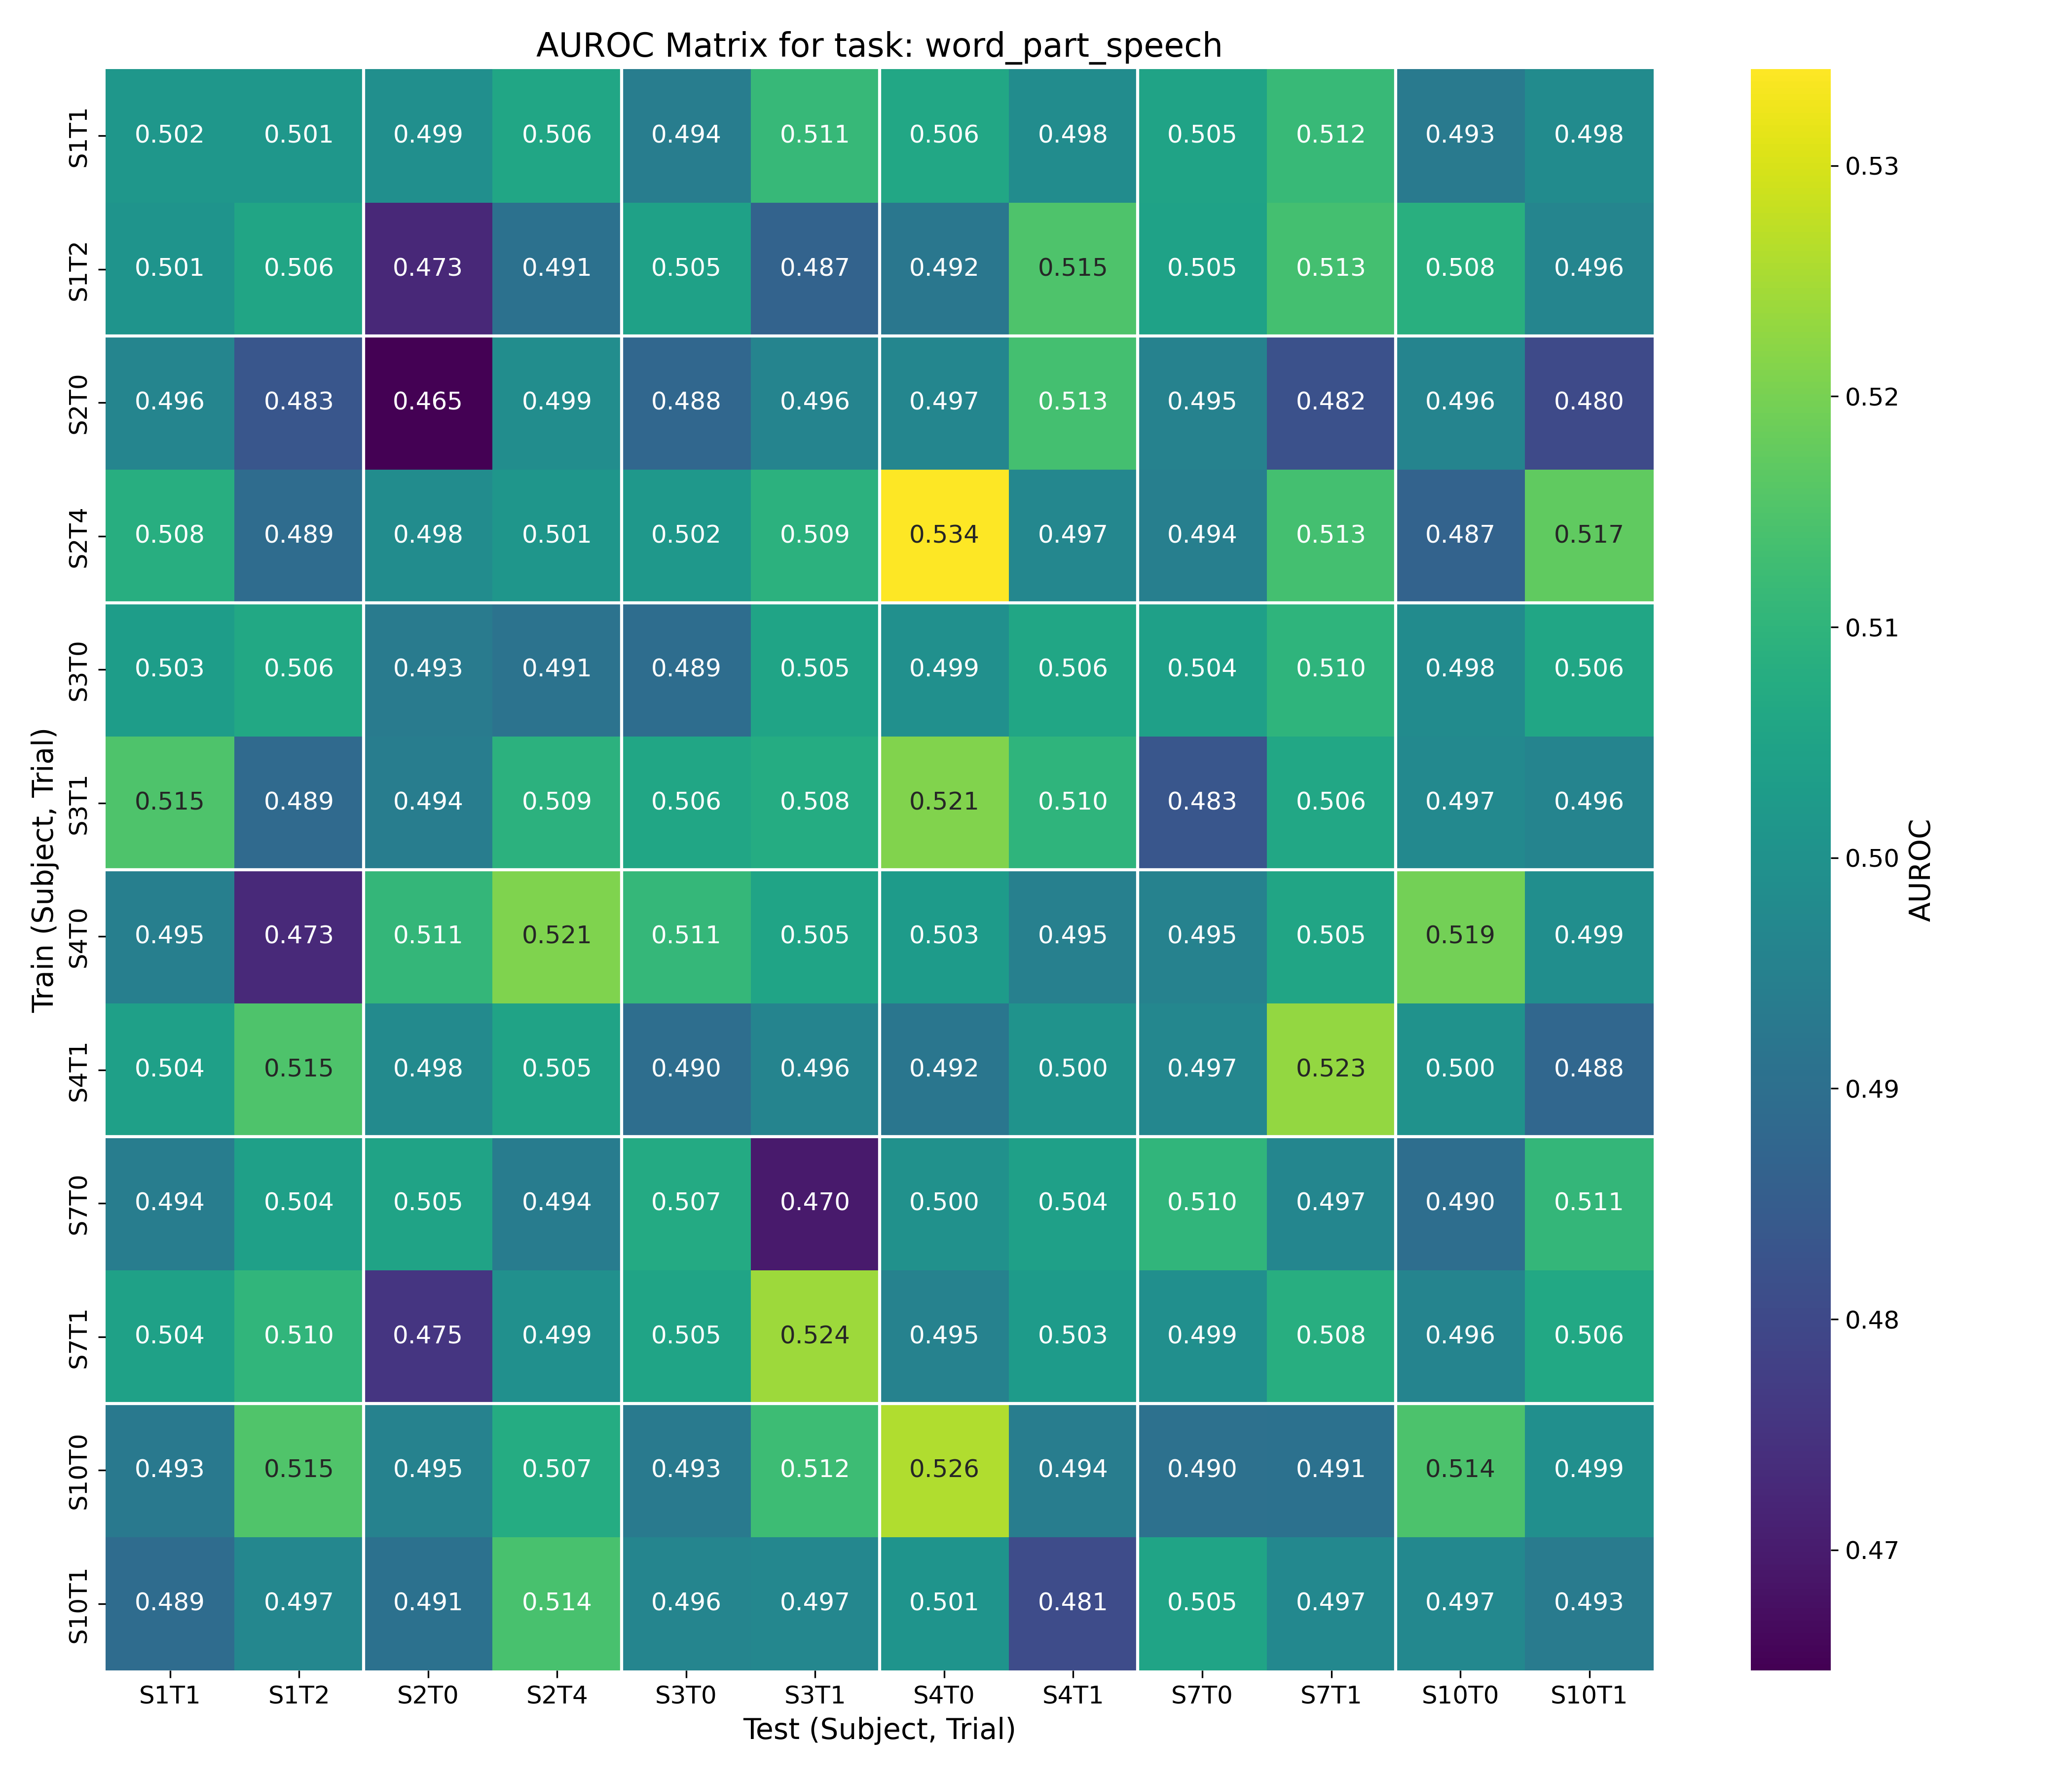 AUROC Matrix for task: word_part_speech
Train (Subject, Trial)
S1T1 0.502 0.501 0.499 0.506 0.494 0.511 0.506 0.498 0.505 0.512 0.493 0.498
S1T2 0.501 0.506 0.473 0.491 0.505 0.487 0.492 0.515 0.505 0.513 0.508 0.496
S2T0 0.496 0.483 0.465 0.499 0.488 0.496 0.497 0.513 0.495 0.482 0.496 0.480
S2T4 0.508 0.489 0.498 0.501 0.502 0.509 0.534 0.497 0.494 0.513 0.487 0.517
S3T0 0.503 0.506 0.493 0.491 0.489 0.505 0.499 0.506 0.504 0.510 0.498 0.506
S3T1 0.515 0.489 0.494 0.509 0.506 0.508 0.521 0.510 0.483 0.506 0.497 0.496
S4T0 0.495 0.473 0.511 0.521 0.511 0.505 0.503 0.495 0.495 0.505 0.519 0.499
S4T1 0.504 0.515 0.498 0.505 0.490 0.496 0.492 0.500 0.497 0.523 0.500 0.488
S7T0 0.494 0.504 0.505 0.494 0.507 0.470 0.500 0.504 0.510 0.497 0.490 0.511
S7T1 0.504 0.510 0.475 0.499 0.505 0.524 0.495 0.503 0.499 0.508 0.496 0.506
S10T0 0.493 0.515 0.495 0.507 0.493 0.512 0.526 0.494 0.490 0.491 0.514 0.499
S10T1 0.489 0.497 0.491 0.514 0.496 0.497 0.501 0.481 0.505 0.497 0.497 0.493
S1T1 S1T2 S2T0 S2T4 S3T0 S3T1 S4T0 S4T1 S7T0 S7T1 S10T0 S10T1
Test (Subject, Trial)
0.53
0.52
0.51
0.50
0.49
0.48
0.47
AUROC